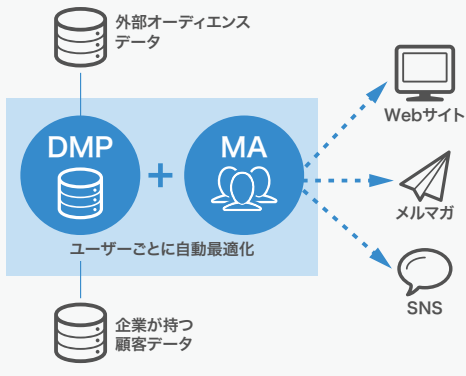 外部オーディエンス
データ
DMP
+
MA
ユーザーごとに自動最適化
企業が持つ
顧客データ
Webサイト
メルマガ
SNS